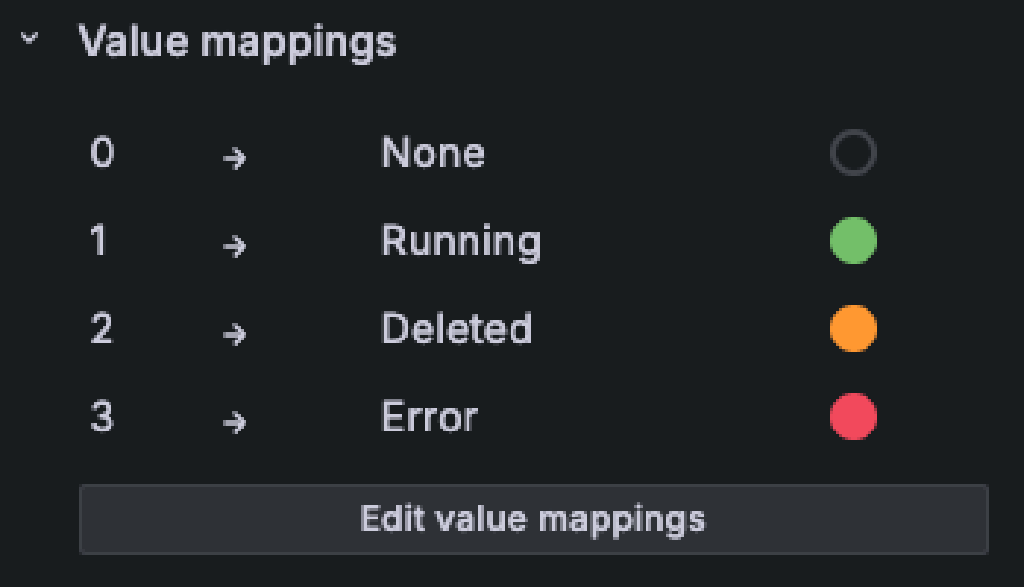 Value mappings
0 → None
1 → Running
2 → Deleted
3 → Error
Edit value mappings